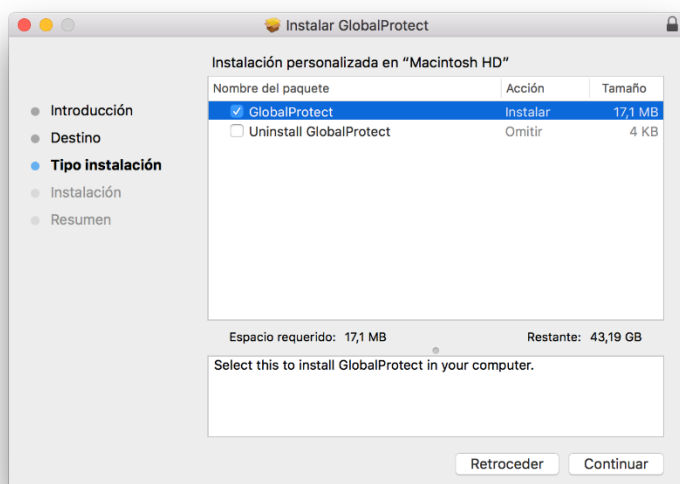 Instalar GlobalProtect
Instalación personalizada en “Macintosh HD”
Nombre del paquete Acción Tamaño
GlobalProtect Instalar 17,1 MB
Uninstall GlobalProtect Omitir 4 KB
Introducción
Destino
Tipo instalación
Instalación
Resumen
Espacio requerido: 17,1 MB Restante: 43,19 GB
Select this to install GlobalProtect in your computer.
Retroceder Continuar